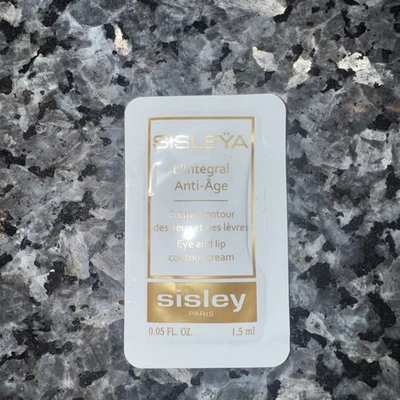 SISLEŸA
L'Intégral
Anti-Âge
crème contour
des yeux et des lèvres
Eye and lip
contour cream
sisley
PARIS
0.05 FL. OZ. 1,5 ml